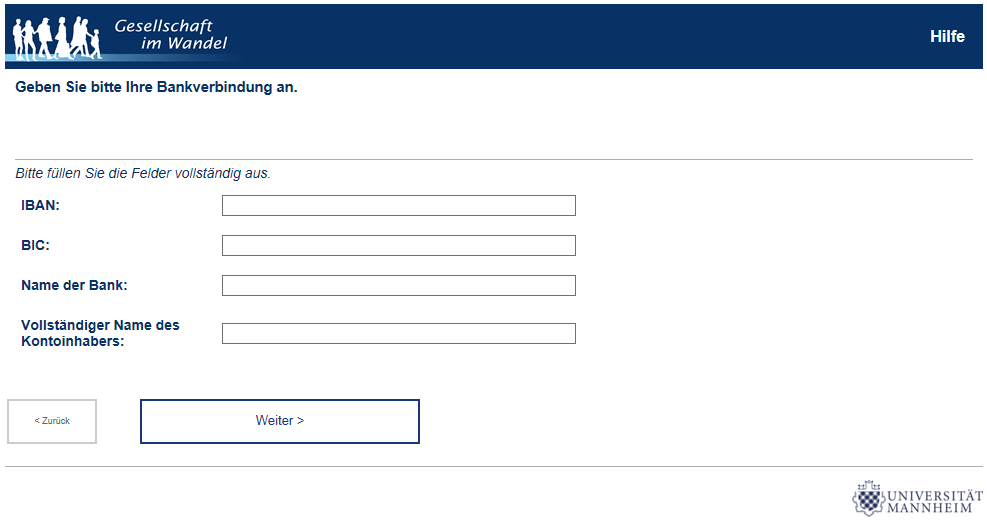 Gesellschaft
im Wandel
Hilfe
Geben Sie bitte Ihre Bankverbindung an.
Bitte füllen Sie die Felder vollständig aus.
IBAN:
BIC:
Name der Bank:
Vollständiger Name des
Kontoinhabers:
< Zurück
Weiter >
UNIVERSITÄT
MANNHEIM